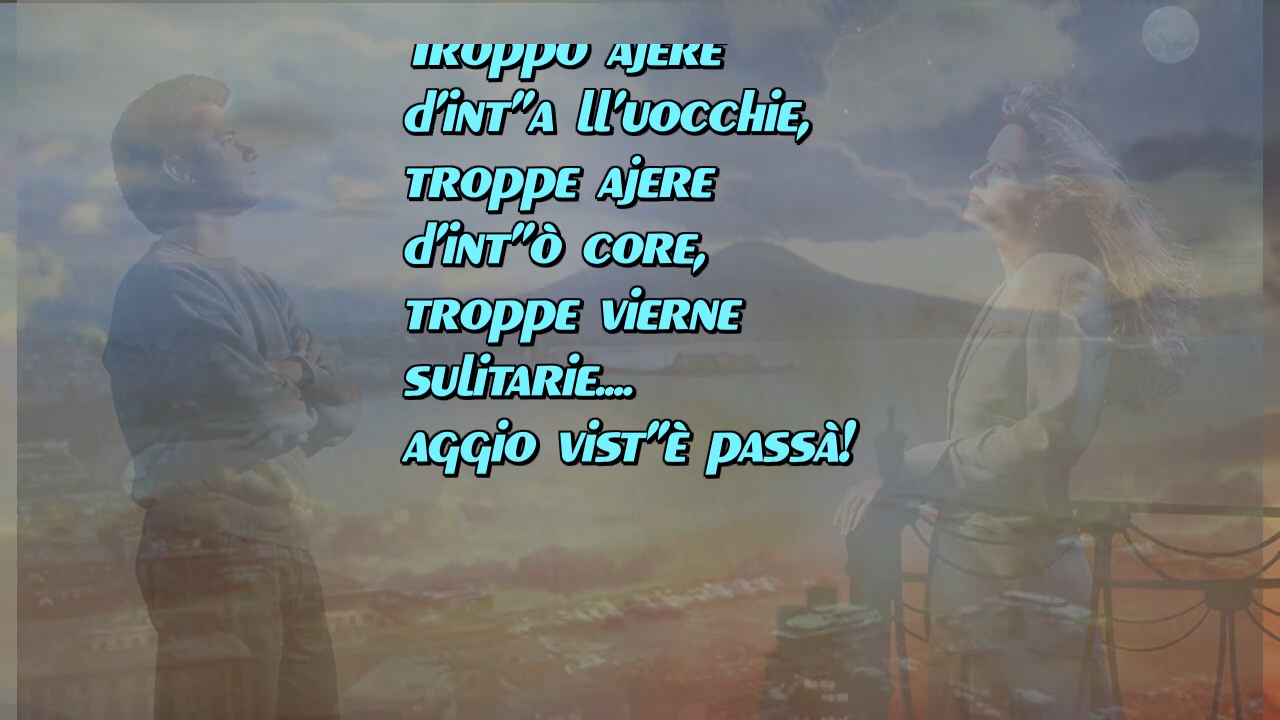 TROPPO AJERE
d'INT"A ll'UOCChIE,
TROPPE AJERE
d'INT"Ò CORE,
TROPPE VIERNE
SULITARIE....
AGGIO VIST"È PASSÀ!